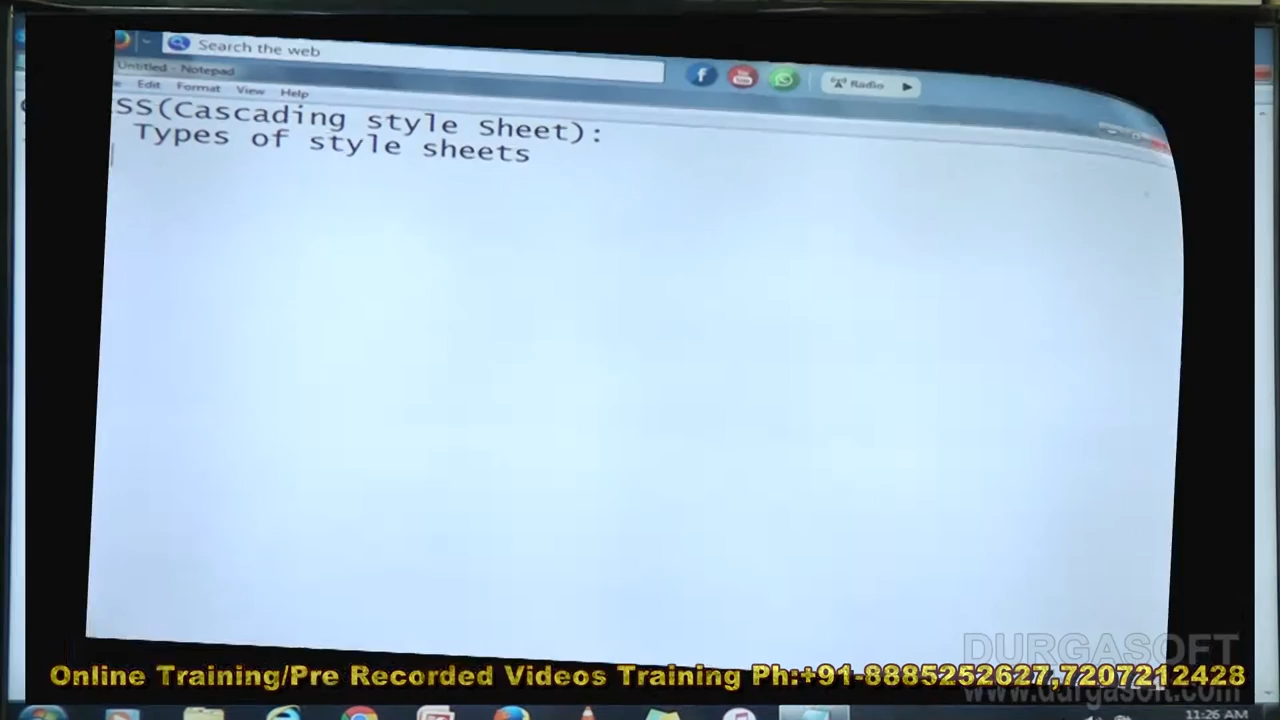 Search the web
Radio
Untitled - Notepad
Edit Format View Help
SS(Cascading style Sheet):
Types of style sheets
DURGASOFT
Online Training/Pre Recorded Videos Training Ph:+91-8885252627,7207212428
www.durgasoft.com
11:26 AM